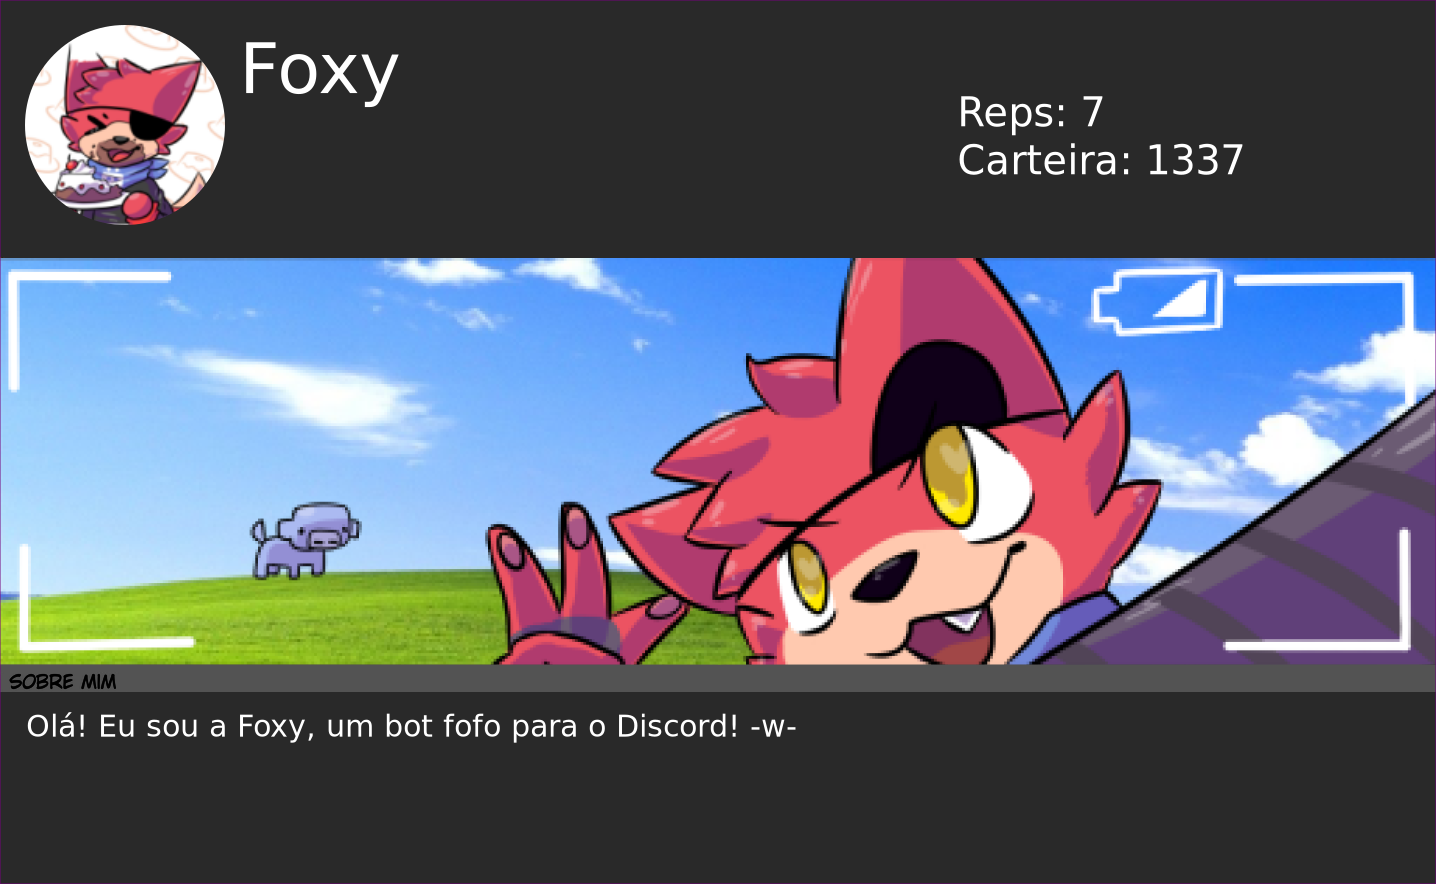 Foxy
Reps: 7
Carteira: 1337
SOBRE MIM
Olá! Eu sou a Foxy, um bot fofo para o Discord! -w-